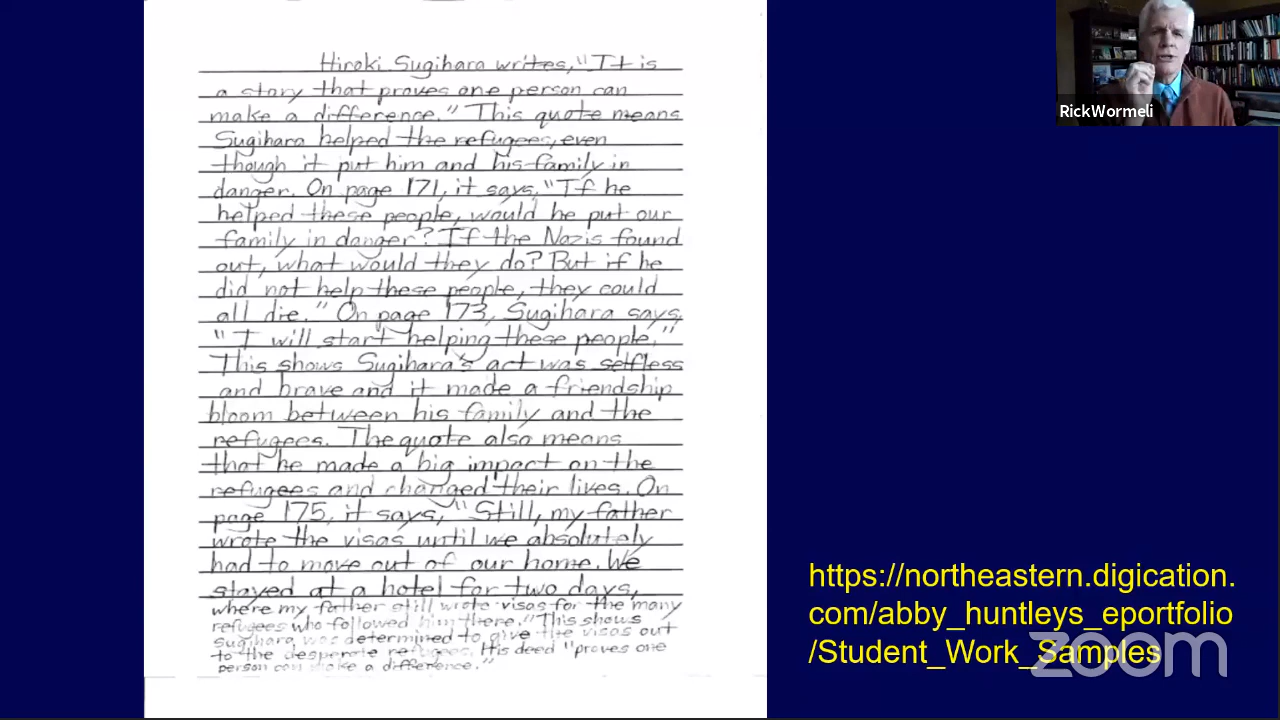 Hiroki Sugihara writes, "It is
a story that proves one person can
make a difference." This quote means
Sugihara helped the refugees, even
though it put him and his family in
danger. On page 171, it says, "If he
helped these people, would he put our
family in danger? If the Nazis found
out, what would they do? But if he
did not help these people, they could
all die." On page 173, Sugihara says,
"I will start helping these people."
This shows Sugihara's act was selfless
and brave and it made a friendship
bloom between his family and the
refugees. The quote also means
that he made a big impact on the
refugees and changed their lives. On
page 175, it says, "Still, my father
wrote the visas until we absolutely
had to move out of our home. We
stayed at a hotel for two days,
where my father still wrote visas for the many
refugees who followed him there." This shows
Sugihara was determined to give the visas out
to the desperate refugees. His deed "proves one
person can make a difference."
RickWormeli
https://northeastern.digication.
com/abby_huntleys_eportfolio
/Student_Work_Samples
zoom